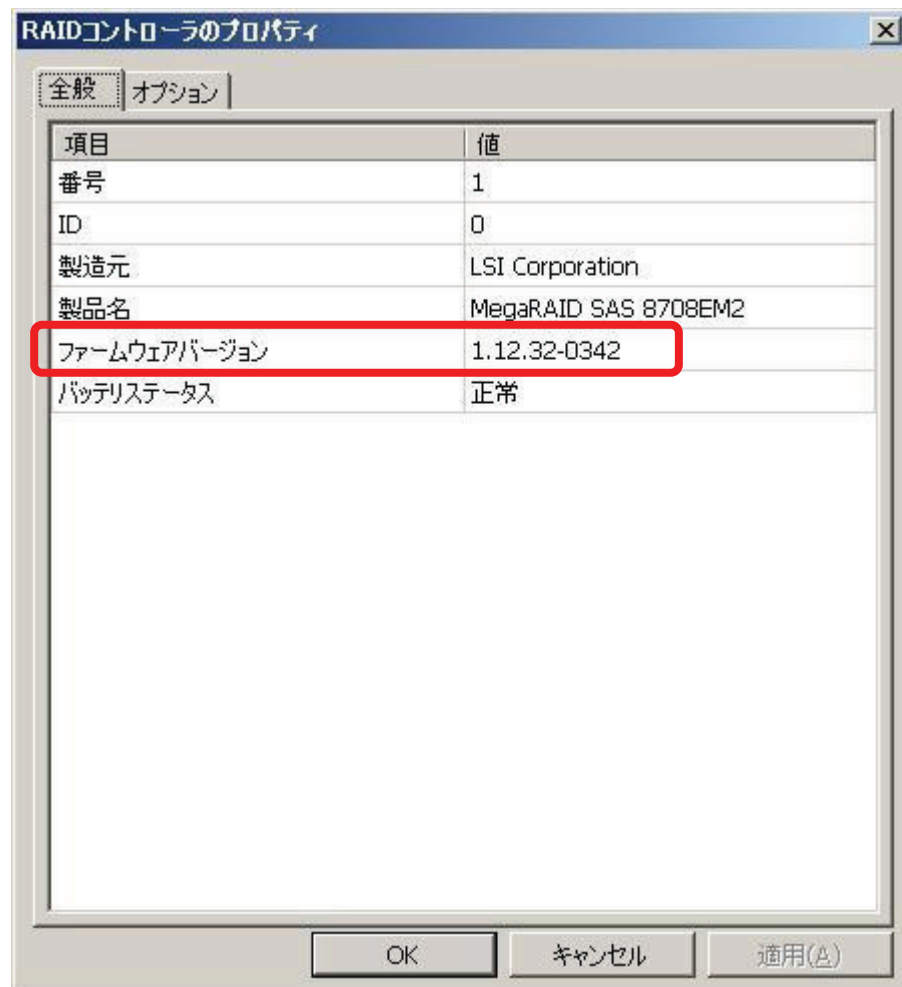 RAIDコントローラのプロパティ
全般 オプション
項目 値
番号 1
ID 0
製造元 LSI Corporation
製品名 MegaRAID SAS 8708EM2
ファームウェアバージョン 1.12.32-0342
バッテリステータス 正常
OK キャンセル 適用(A)